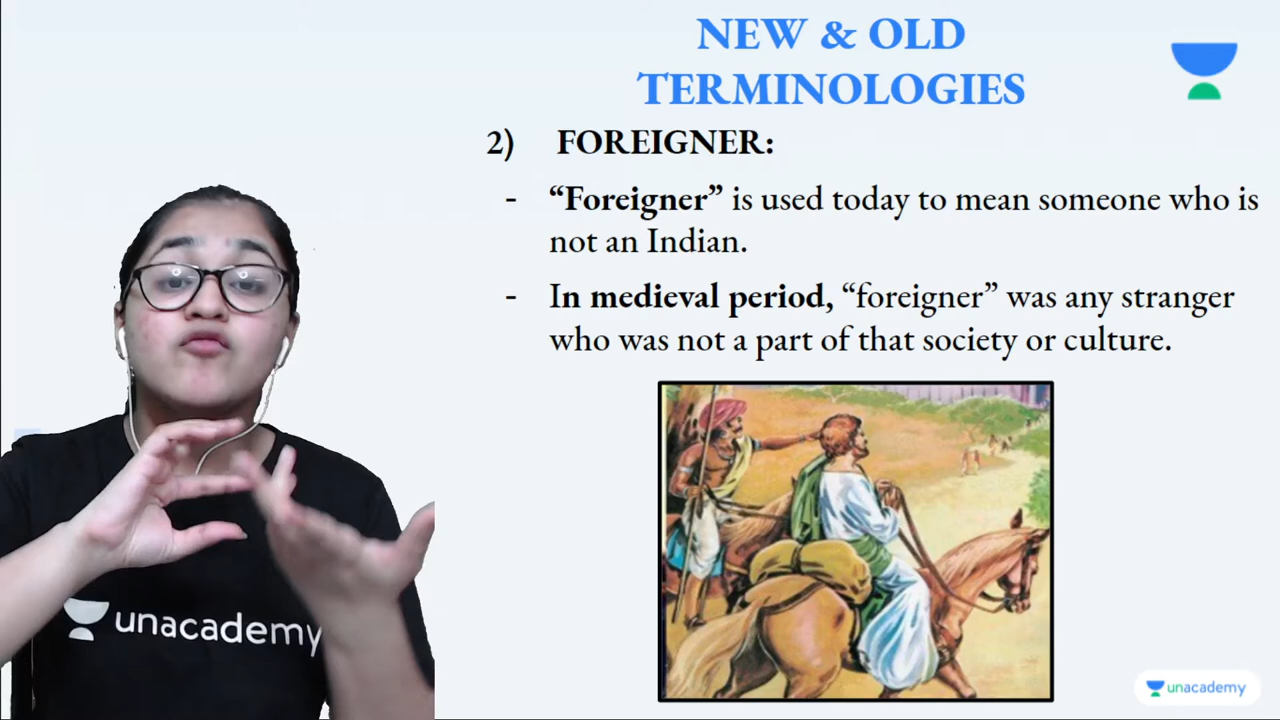 NEW & OLD
TERMINOLOGIES
2) FOREIGNER:
- “Foreigner” is used today to mean someone who is
not an Indian.
- In medieval period, “foreigner” was any stranger
who was not a part of that society or culture.
unacademy
unacademy